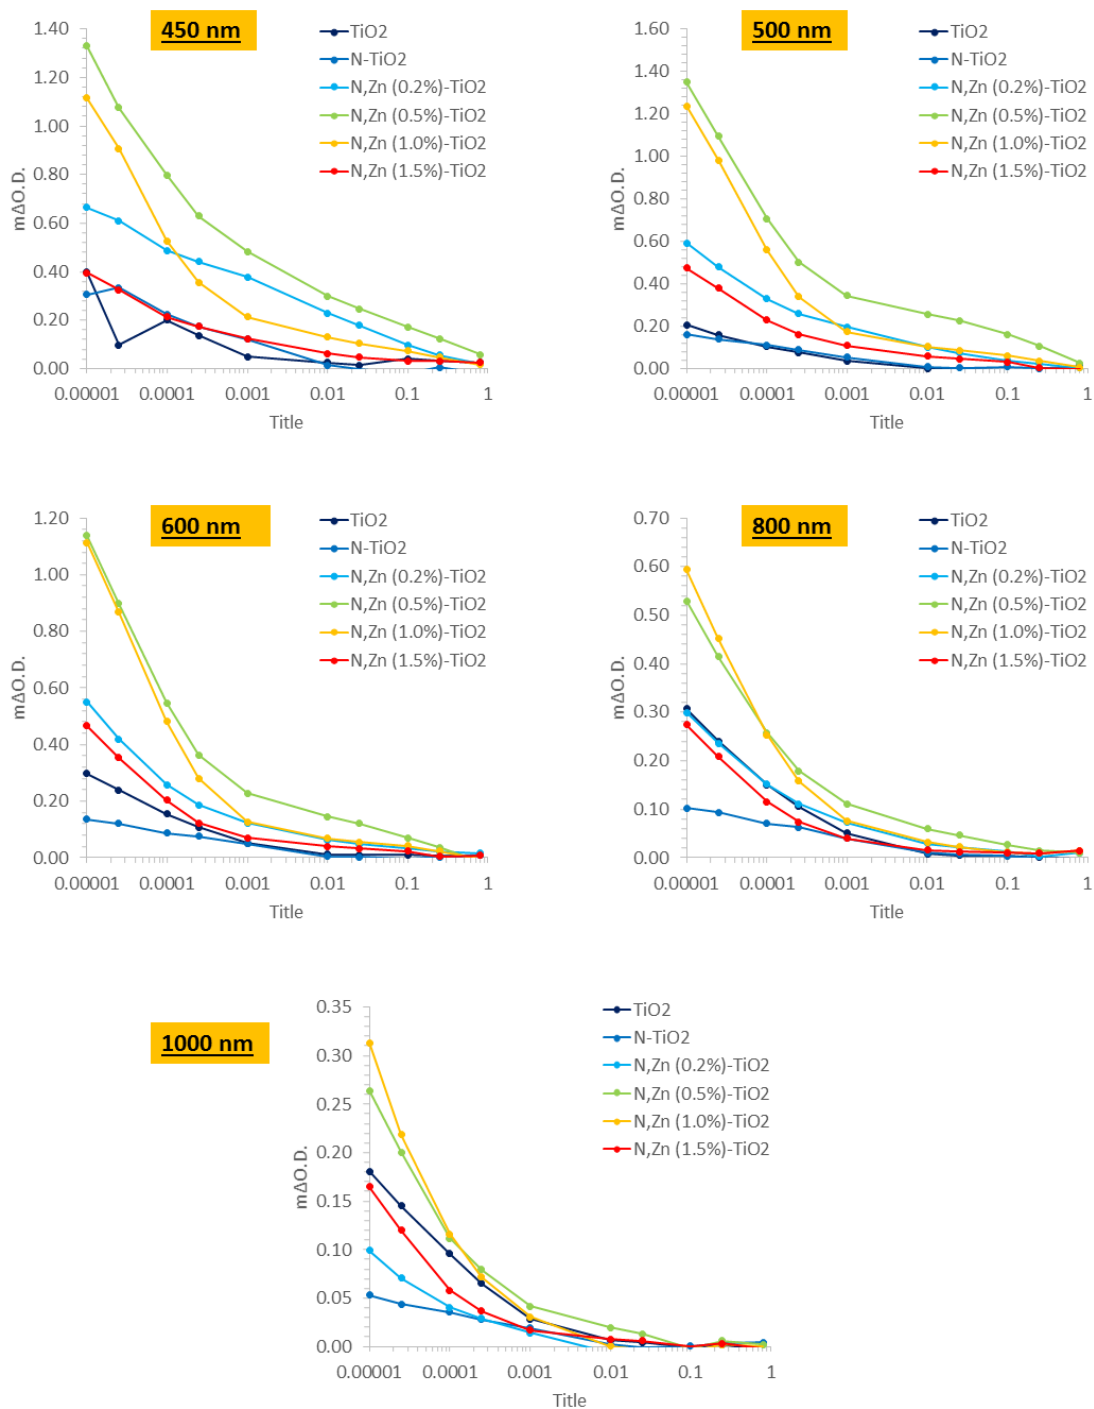 450 nm
TiO2
N-TiO2
N,Zn (0.2%)-TiO2
N,Zn (0.5%)-TiO2
N,Zn (1.0%)-TiO2
N,Zn (1.5%)-TiO2
1.40
1.20
1.00
0.80
0.60
0.40
0.20
0.00
mΔO.D.
0.00001 0.0001 0.001 0.01 0.1 1
Title
500 nm
TiO2
N-TiO2
N,Zn (0.2%)-TiO2
N,Zn (0.5%)-TiO2
N,Zn (1.0%)-TiO2
N,Zn (1.5%)-TiO2
1.60
1.40
1.20
1.00
0.80
0.60
0.40
0.20
0.00
mΔO.D.
0.00001 0.0001 0.001 0.01 0.1 1
Title
600 nm
TiO2
N-TiO2
N,Zn (0.2%)-TiO2
N,Zn (0.5%)-TiO2
N,Zn (1.0%)-TiO2
N,Zn (1.5%)-TiO2
1.20
1.00
0.80
0.60
0.40
0.20
0.00
mΔO.D.
0.00001 0.0001 0.001 0.01 0.1 1
Title
800 nm
TiO2
N-TiO2
N,Zn (0.2%)-TiO2
N,Zn (0.5%)-TiO2
N,Zn (1.0%)-TiO2
N,Zn (1.5%)-TiO2
0.70
0.60
0.50
0.40
0.30
0.20
0.10
0.00
mΔO.D.
0.00001 0.0001 0.001 0.01 0.1 1
Title
1000 nm
TiO2
N-TiO2
N,Zn (0.2%)-TiO2
N,Zn (0.5%)-TiO2
N,Zn (1.0%)-TiO2
N,Zn (1.5%)-TiO2
0.35
0.30
0.25
0.20
0.15
0.10
0.05
0.00
mΔO.D.
0.00001 0.0001 0.001 0.01 0.1 1
Title